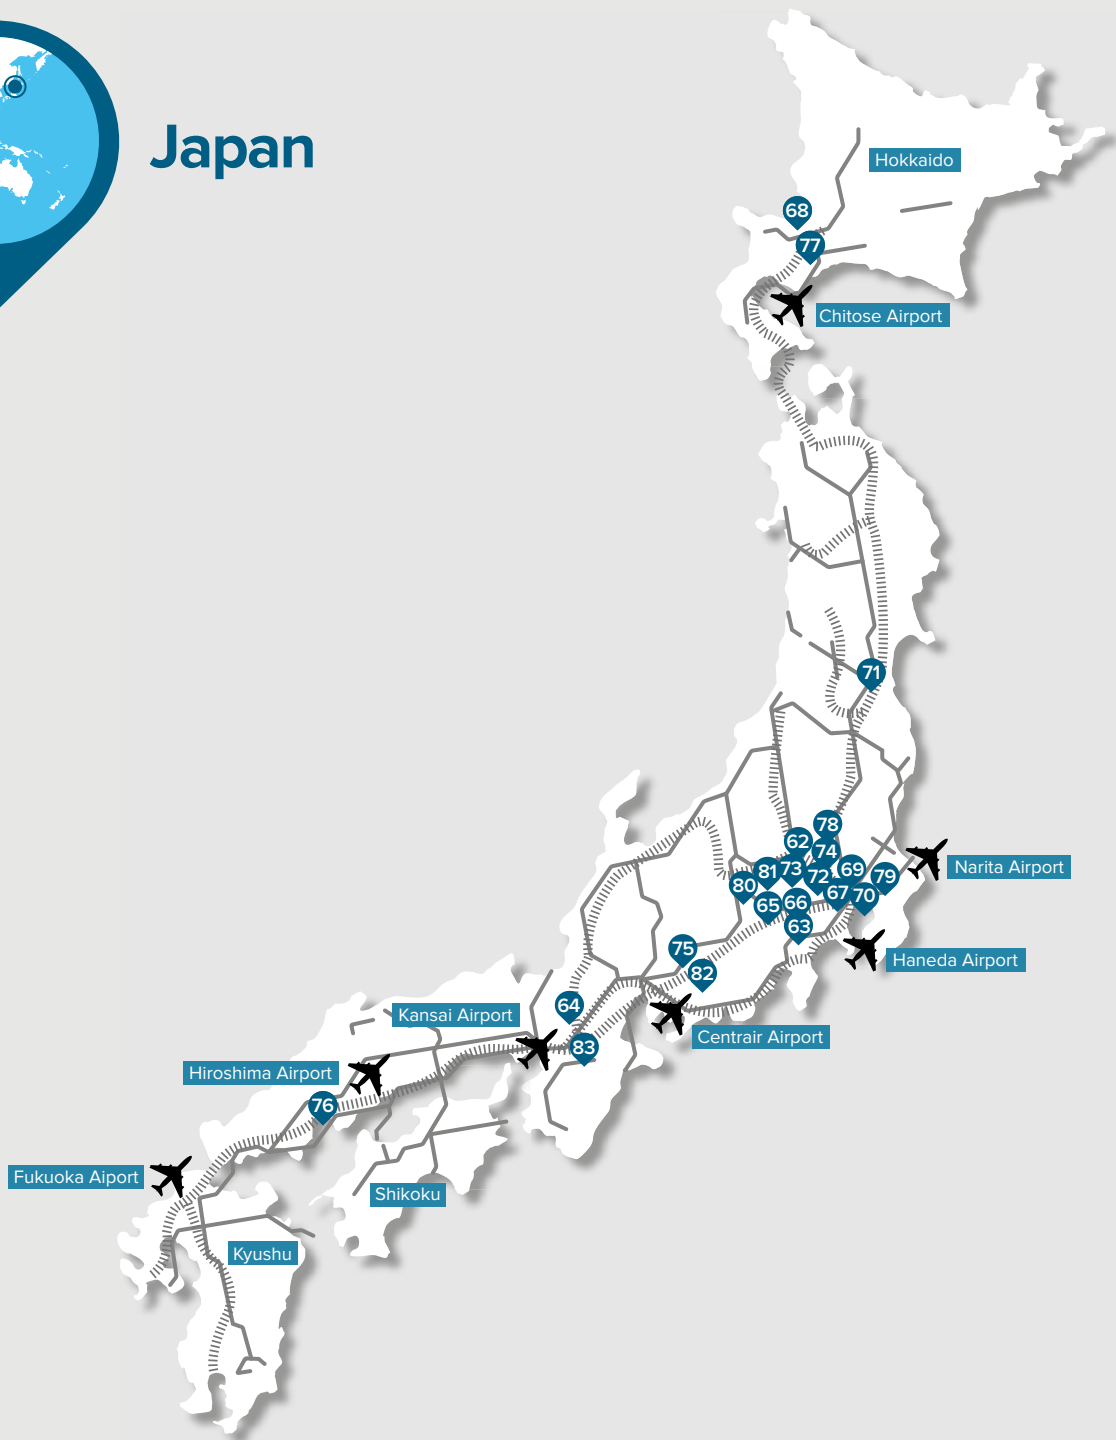 Japan
Hokkaido
68
77
Chitose Airport
71
78
62
74
81
73
72
69
79
80
67
70
65
66
63
Narita Airport
Haneda Airport
75
82
64
Kansai Airport
Centrair Airport
83
Hiroshima Airport
76
Fukuoka Aiport
Shikoku
Kyushu